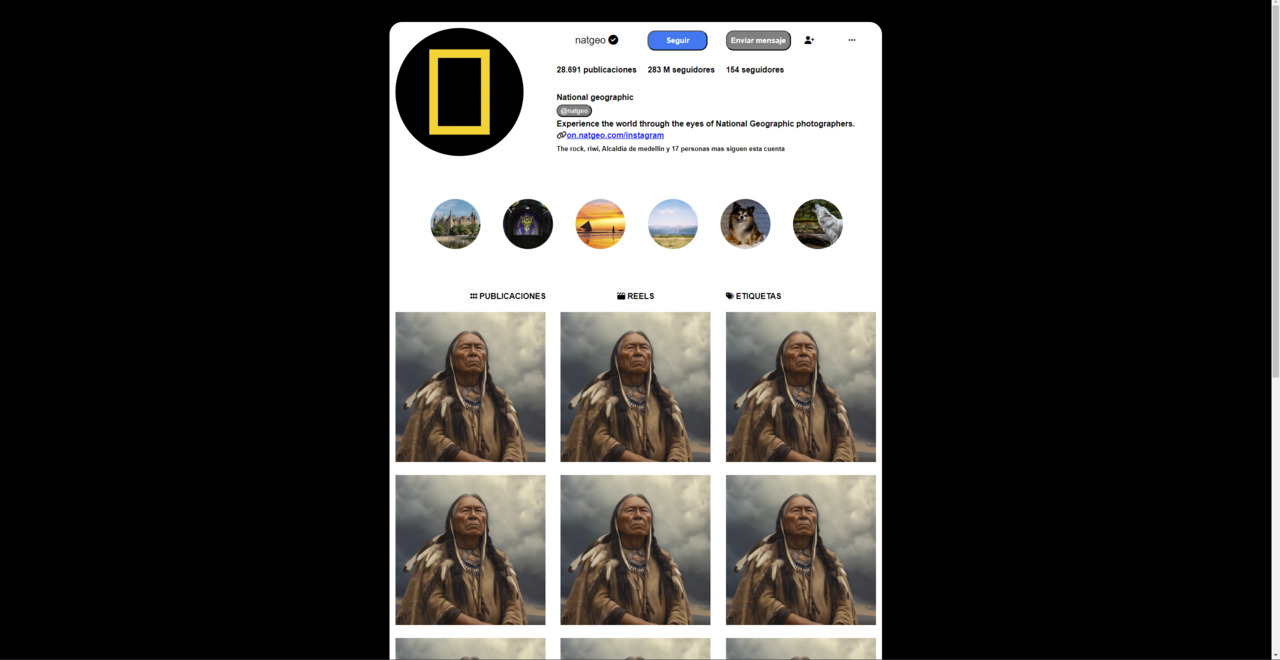 natgeo
Seguir
Enviar mensaje
28.691 publicaciones
283 M seguidores
154 seguidores
National geographic
@natgeo
Experience the world through the eyes of National Geographic photographers.
on.natgeo.com/instagram
The rock, riwi, Alcaldia de medellin y 17 personas mas siguen esta cuenta
PUBLICACIONES
REELS
ETIQUETAS